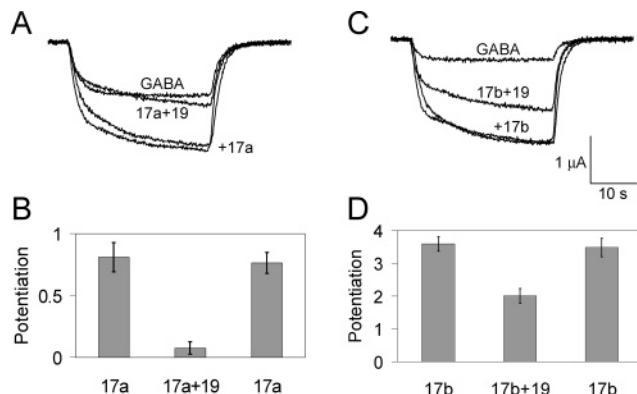 A
GABA
17a+19
+17a
B
Potentiation
1
0.5
0
17a 17a+19 17a
C
GABA
17b+19
+17b
1 μA
10 s
D
Potentiation
4
3
2
1
0
17b 17b+19 17b